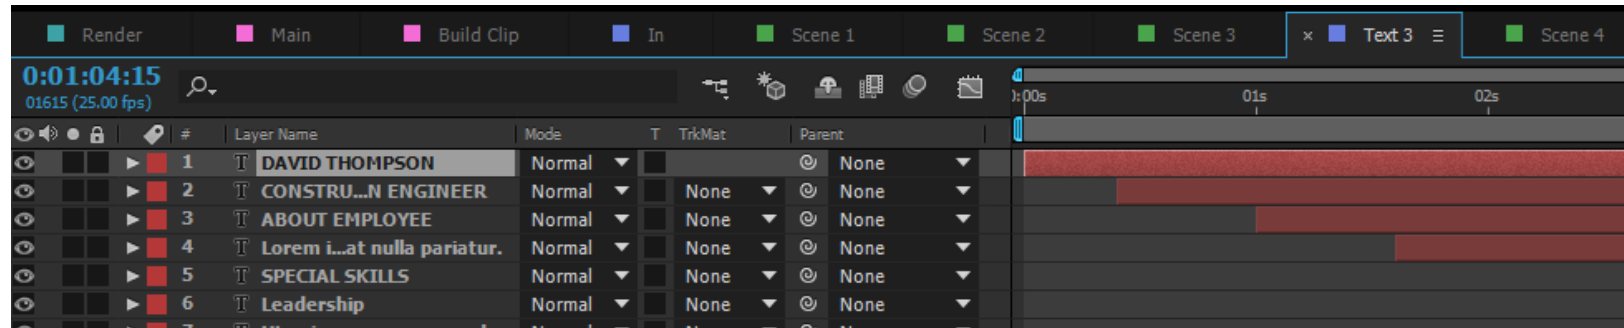 Render Main Build Clip In Scene 1 Scene 2 Scene 3 × Text 3 Scene 4
0:01:04:15
01615 (25.00 fps)
):00s 01s 02s
# Layer Name Mode T TrkMat Parent
1 T DAVID THOMPSON Normal None
2 T CONSTRU...N ENGINEER Normal None None
3 T ABOUT EMPLOYEE Normal None None
4 T Lorem i...at nulla pariatur. Normal None None
5 T SPECIAL SKILLS Normal None None
6 T Leadership Normal None None